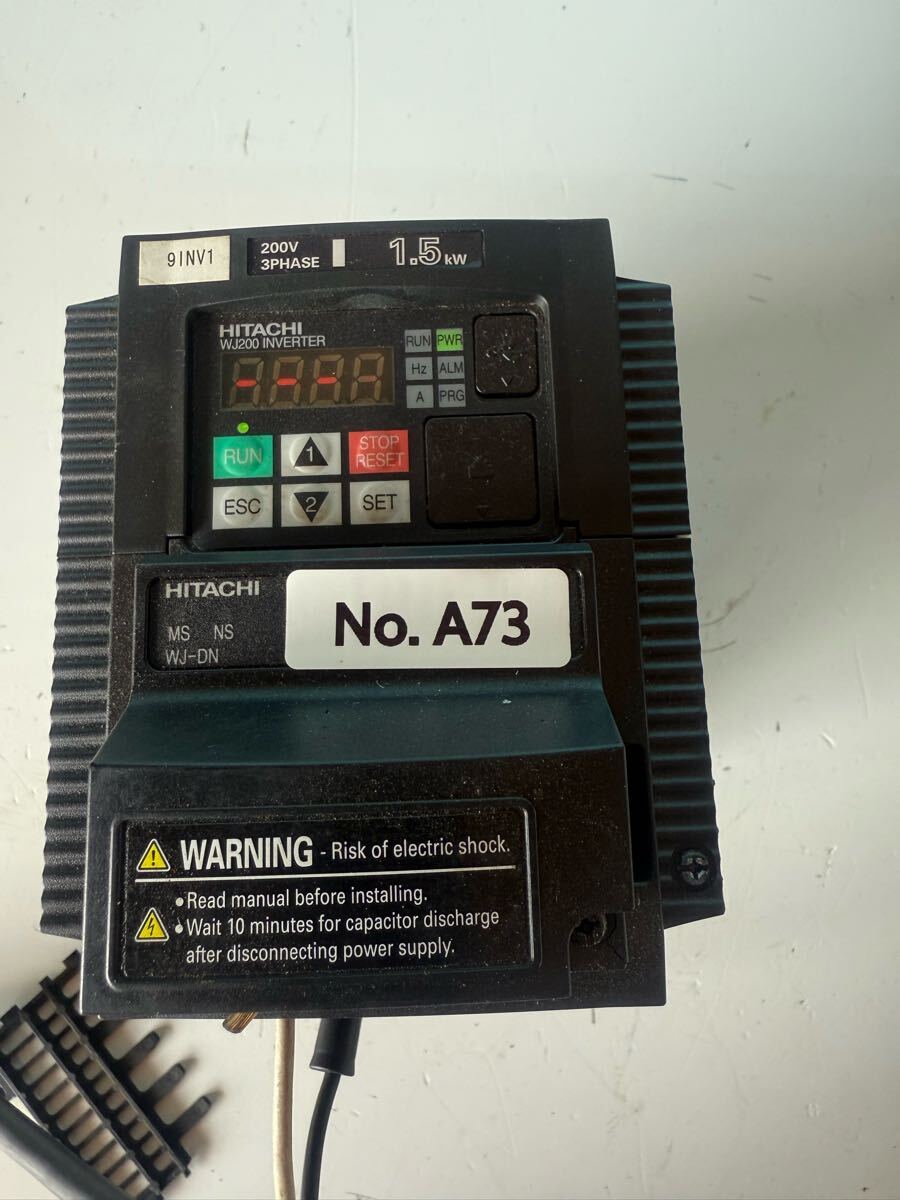 9INV1
200V
3PHASE
1.5 kW
HITACHI
WJ200 INVERTER
RUN PWR
Hz ALM
A PRG
- - - -
RUN
1
STOP
RESET
ESC
2
SET
HITACHI
MS NS
WJ-DN
No. A73
WARNING - Risk of electric shock.
•Read manual before installing.
•Wait 10 minutes for capacitor discharge
after disconnecting power supply.